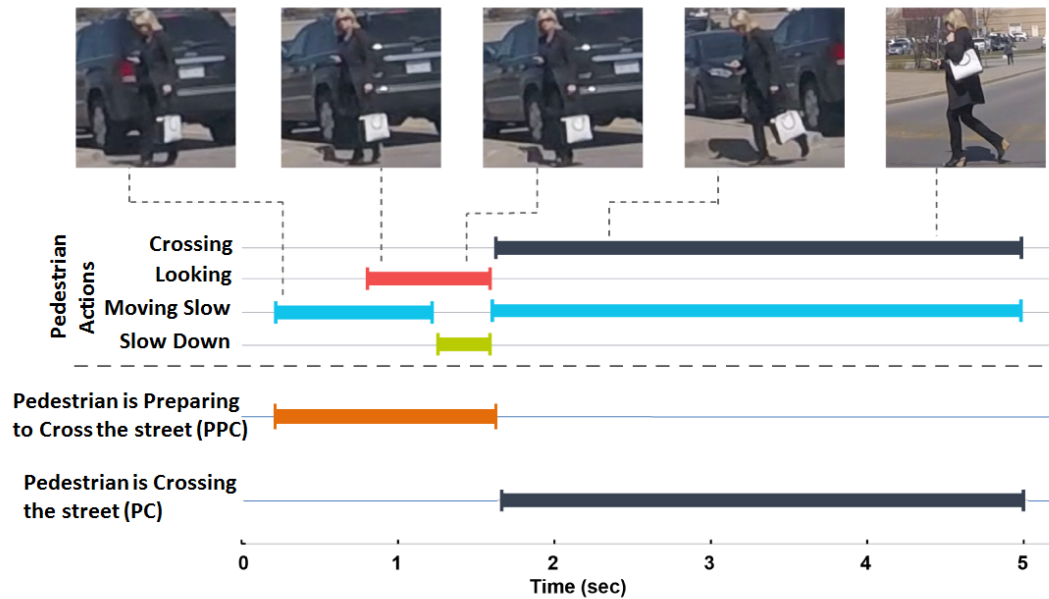 Pedestrian
Actions
Crossing
Looking
Moving Slow
Slow Down
Pedestrian is Preparing
to Cross the street (PPC)
Pedestrian is Crossing
the street (PC)
0 1 2 3 4 5
Time (sec)